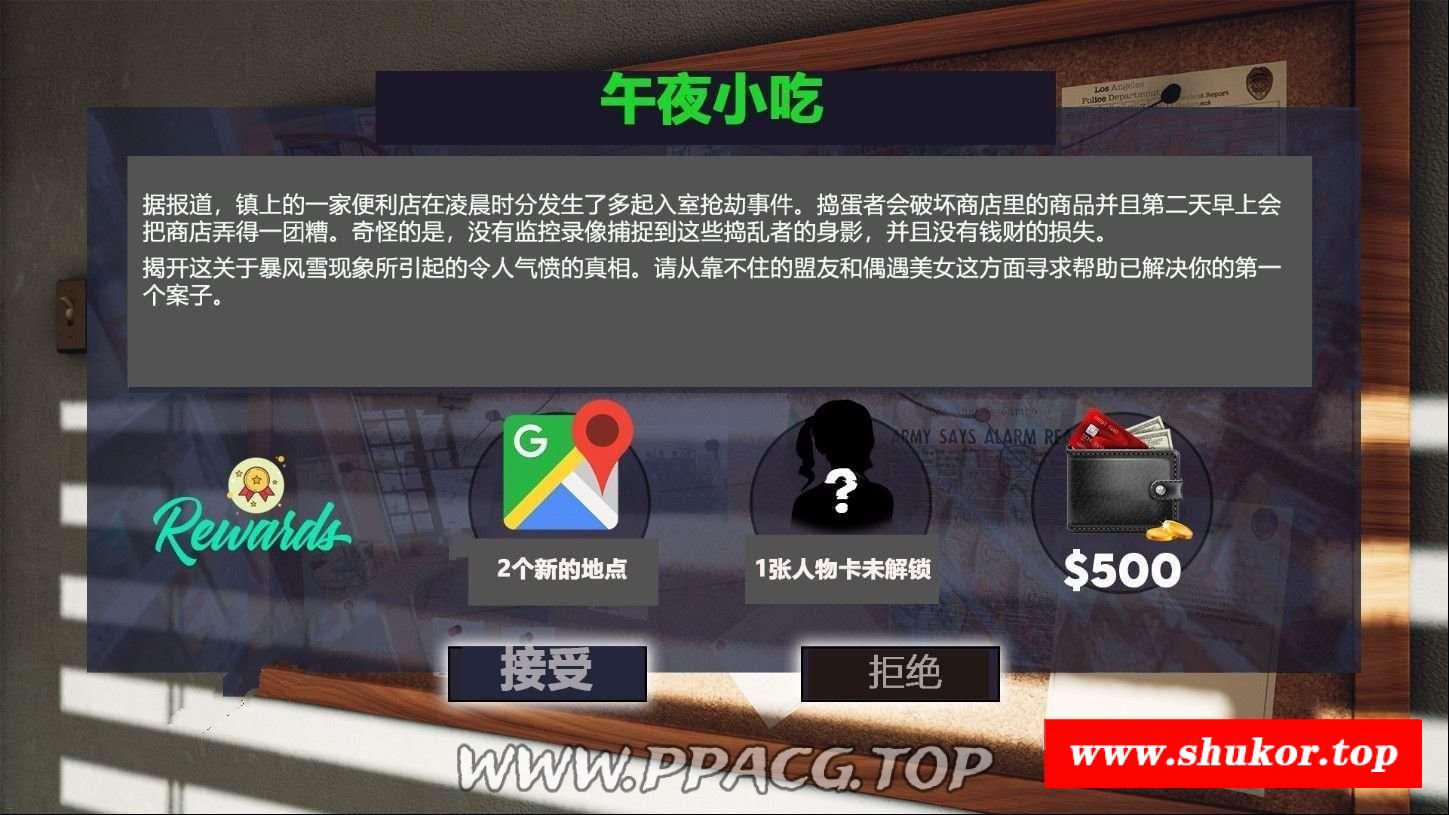 午夜小吃
Los Angeles
Police Department
据报道，镇上的一家便利店在凌晨时分发生了多起入室抢劫事件。捣蛋者会破坏商店里的商品并且第二天早上会
把商店弄得一团糟。奇怪的是，没有监控录像捕捉到这些捣乱者的身影，并且没有钱财的损失。
揭开这关于暴风雪现象所引起的令人气愤的真相。请从靠不住的盟友和偶遇美女这方面寻求帮助已解决你的第一
个案子。
G
?
ARMY SAYS ALARM
Rewards
2个新的地点
1张人物卡未解锁
$500
接受
拒绝
WWW.PPACG.TOP
www.shukor.top